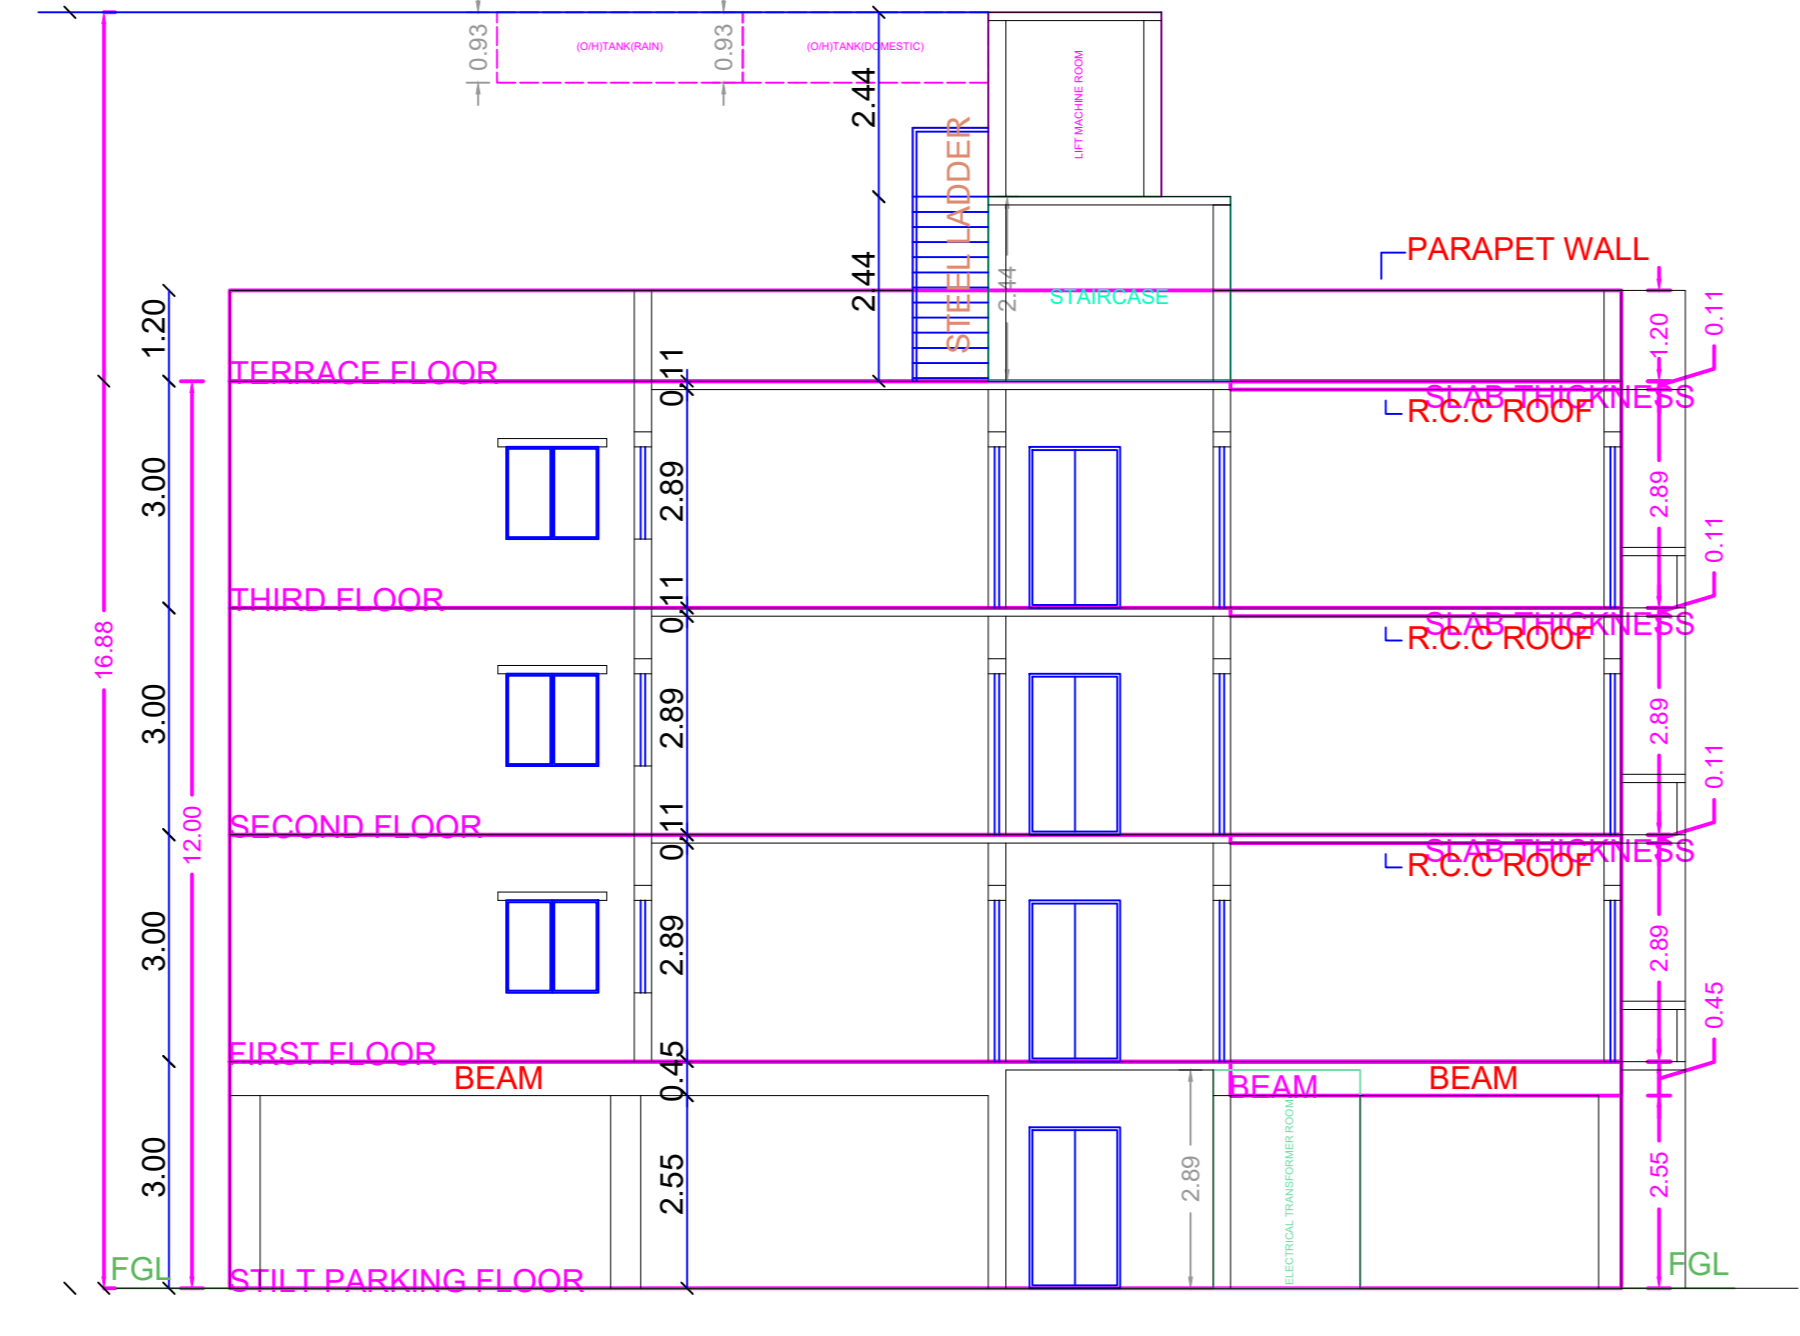 0.93
(O/H)TANK(RAIN)
0.93
(O/H)TANK(DOMESTIC)
2.44
LIFT MACHINE ROOM
STEEL LADDER
PARAPET WALL
2.44
2.44
STAIRCASE
1.20
1.20
0.11
TERRACE FLOOR
0.11
SLAB THICKNESS
R.C.C ROOF
3.00
2.89
2.89
0.11
THIRD FLOOR
0.11
SLAB THICKNESS
R.C.C ROOF
16.88
3.00
2.89
2.89
0.11
12.00
SECOND FLOOR
0.11
SLAB THICKNESS
R.C.C ROOF
3.00
2.89
2.89
0.45
FIRST FLOOR
0.45
BEAM
BEAM
BEAM
3.00
2.55
2.89
ELECTRICAL TRANSFORMER ROOM
2.55
FGL
STILT PARKING FLOOR
FGL